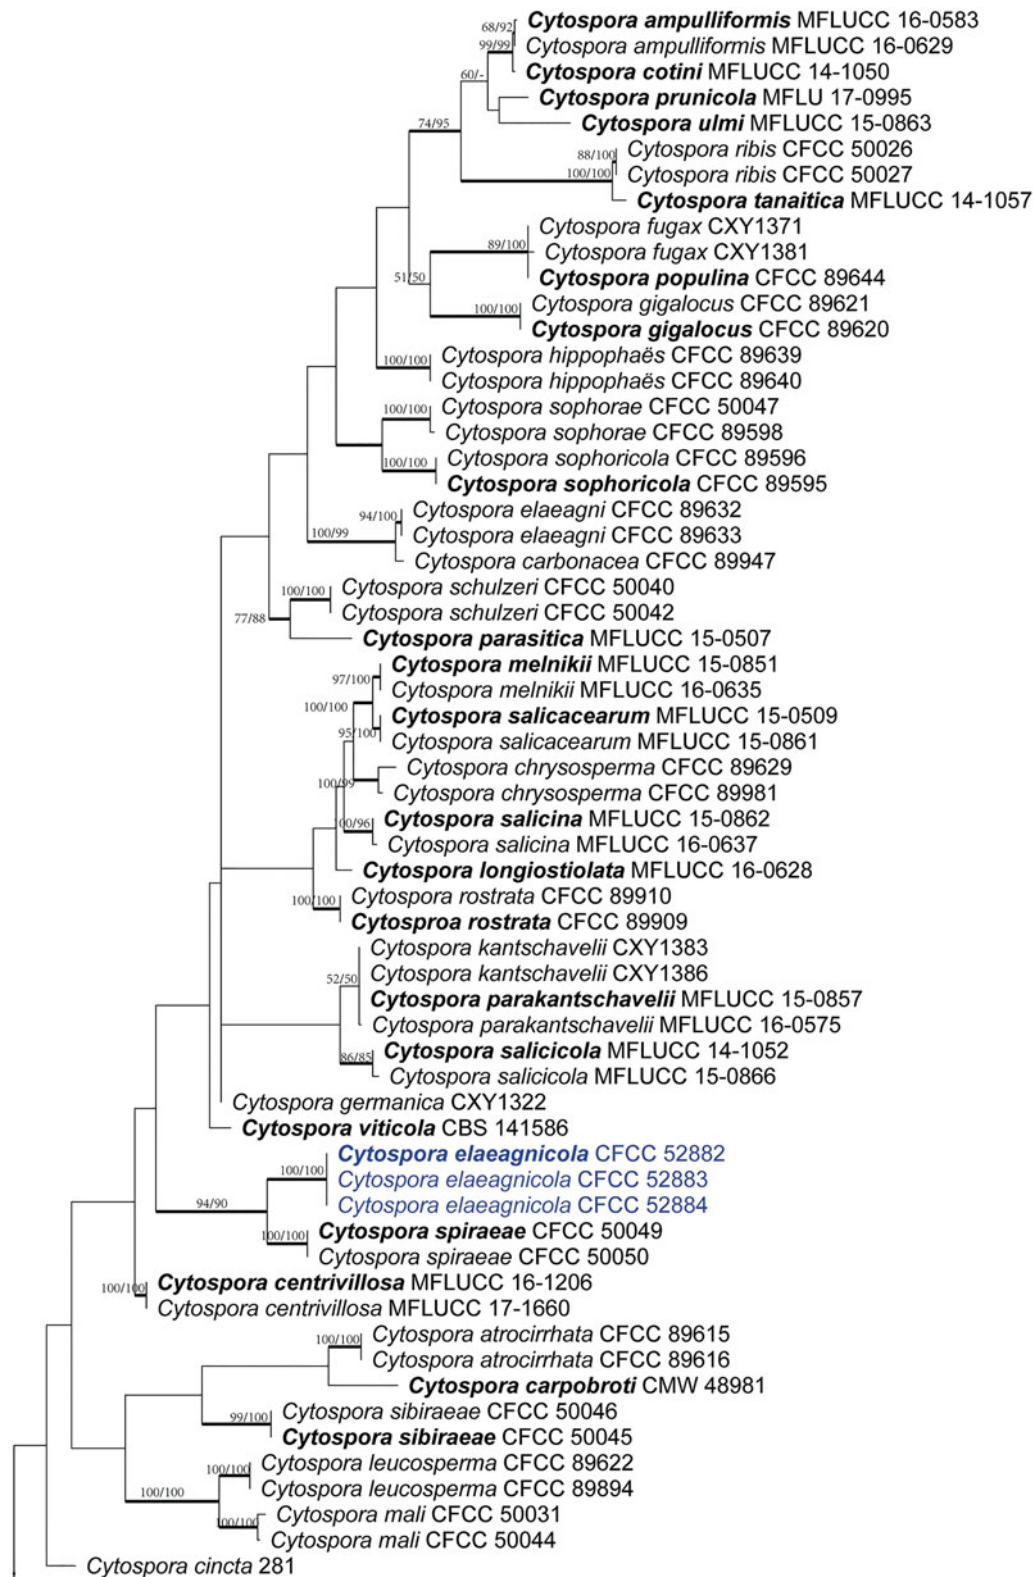 Cytospora ampulliformis MFLUCC 16-0583
68/92
Cytospora ampulliformis MFLUCC 16-0629
99/99
Cytospora cotini MFLUCC 14-1050
60/-
Cytospora prunicola MFLU 17-0995
Cytospora ulmi MFLUCC 15-0863
74/95
Cytospora ribis CFCC 50026
88/100
Cytospora ribis CFCC 50027
100/100
Cytospora tanaitica MFLUCC 14-1057
Cytospora fugax CXY1371
89/100
Cytospora fugax CXY1381
51/50
Cytospora populina CFCC 89644
Cytospora gigalocus CFCC 89621
100/100
Cytospora gigalocus CFCC 89620
Cytospora hippophaës CFCC 89639
100/100
Cytospora hippophaës CFCC 89640
Cytospora sophorae CFCC 50047
100/100
Cytospora sophorae CFCC 89598
Cytospora sophoricola CFCC 89596
100/100
Cytospora sophoricola CFCC 89595
Cytospora elaeagni CFCC 89632
94/100
Cytospora elaeagni CFCC 89633
100/99
Cytospora carbonacea CFCC 89947
Cytospora schulzeri CFCC 50040
100/100
Cytospora schulzeri CFCC 50042
77/88
Cytospora parasitica MFLUCC 15-0507
Cytospora melnikii MFLUCC 15-0851
97/100
Cytospora melnikii MFLUCC 16-0635
100/100
Cytospora salicacearum MFLUCC 15-0509
95/100
Cytospora salicacearum MFLUCC 15-0861
Cytospora chrysosperma CFCC 89629
100/99
Cytospora chrysosperma CFCC 89981
Cytospora salicina MFLUCC 15-0862
100/96
Cytospora salicina MFLUCC 16-0637
Cytospora longiostiolata MFLUCC 16-0628
Cytospora rostrata CFCC 89910
100/100
Cytosproa rostrata CFCC 89909
Cytospora kantschavelii CXY1383
Cytospora kantschavelii CXY1386
52/50
Cytospora parakantschavelii MFLUCC 15-0857
Cytospora parakantschavelii MFLUCC 16-0575
Cytospora salicicola MFLUCC 14-1052
86/85
Cytospora salicicola MFLUCC 15-0866
Cytospora germanica CXY1322
Cytospora viticola CBS 141586
Cytospora elaeagnicola CFCC 52882
100/100
Cytospora elaeagnicola CFCC 52883
94/90
Cytospora elaeagnicola CFCC 52884
Cytospora spiraeae CFCC 50049
100/100
Cytospora spiraeae CFCC 50050
Cytospora centrivillosa MFLUCC 16-1206
100/100
Cytospora centrivillosa MFLUCC 17-1660
Cytospora atrocirrhata CFCC 89615
100/100
Cytospora atrocirrhata CFCC 89616
Cytospora carpobroti CMW 48981
Cytospora sibiraeae CFCC 50046
99/100
Cytospora sibiraeae CFCC 50045
Cytospora leucosperma CFCC 89622
100/100
Cytospora leucosperma CFCC 89894
100/100
Cytospora mali CFCC 50031
100/100
Cytospora mali CFCC 50044
Cytospora cincta 281